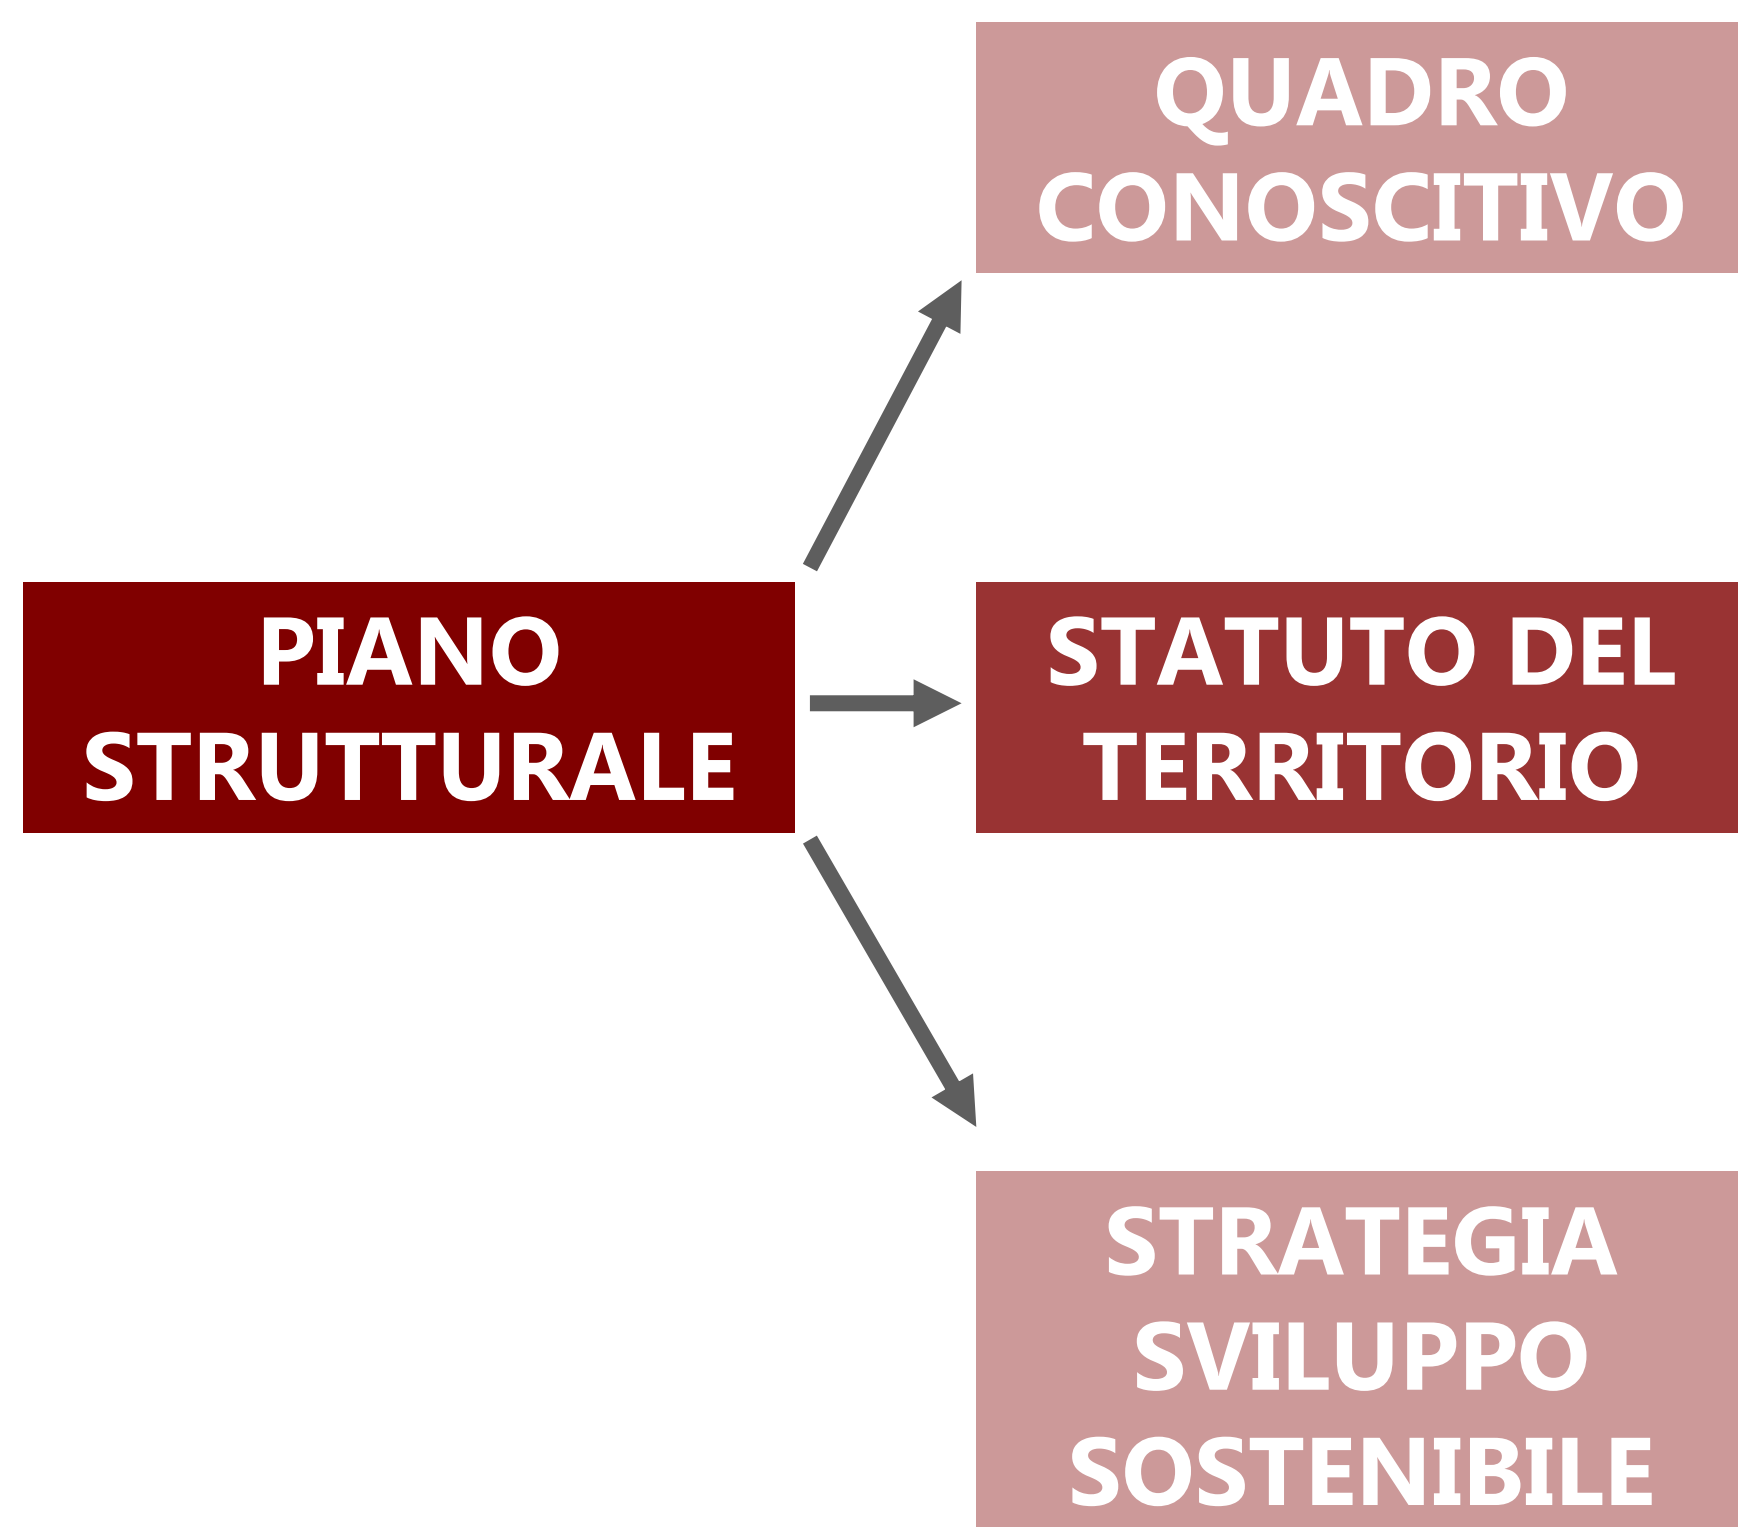 QUADRO
CONOSCITIVO
PIANO
STRUTTURALE
STATUTO DEL
TERRITORIO
STRATEGIA
SVILUPPO
SOSTENIBILE